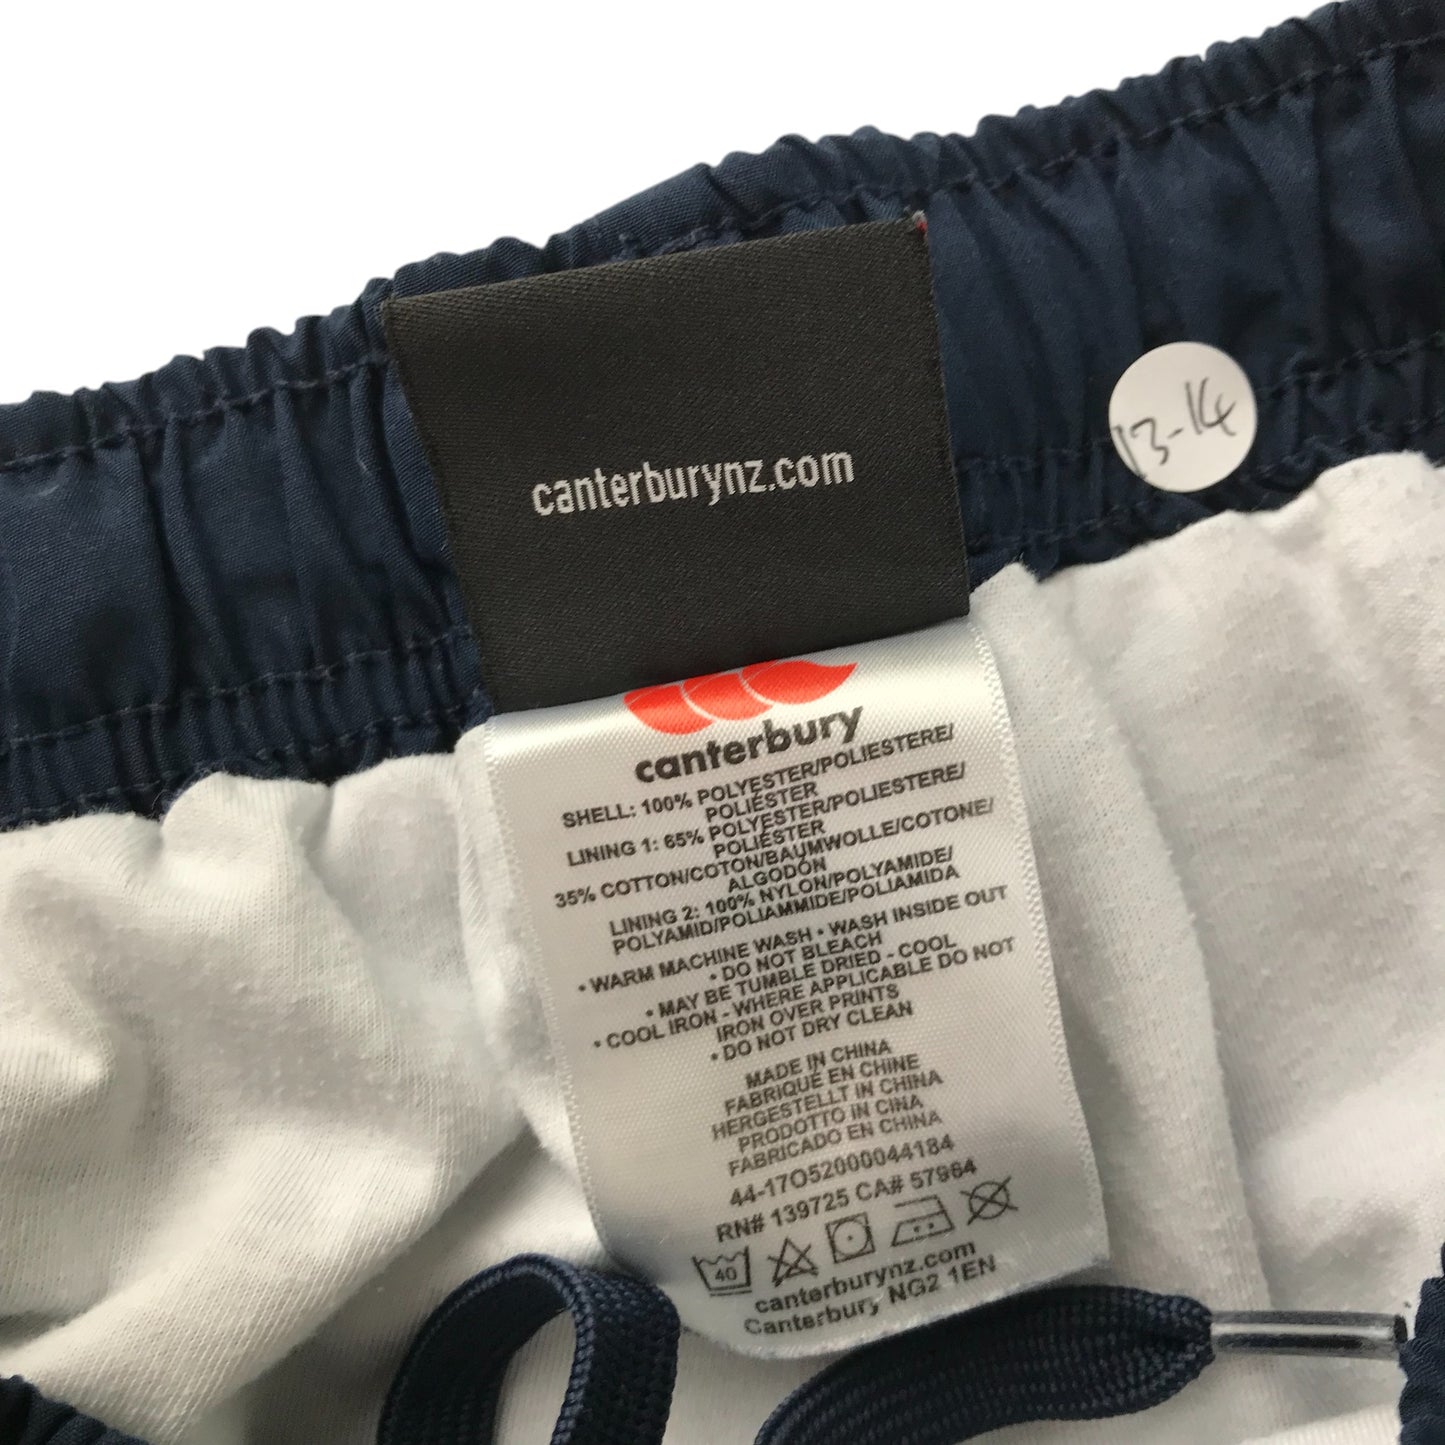 canterburynz.com
13-14
canterbury
SHELL: 100% POLYESTER/POLIESTERE/
POLIÉSTER
LINING 1: 65% POLYESTER/POLIESTERE/
POLIÉSTER
35% COTTON/COTON/BAUMWOLLE/COTONE/
ALGODÓN
LINING 2: 100% NYLON/POLYAMIDE/
POLYAMID/POLIAMMIDE/POLIAMIDA
• WARM MACHINE WASH • WASH INSIDE OUT
• DO NOT BLEACH
• MAY BE TUMBLE DRIED - COOL
• COOL IRON - WHERE APPLICABLE DO NOT
IRON OVER PRINTS
• DO NOT DRY CLEAN
MADE IN CHINA
FABRIQUÉ EN CHINE
HERGESTELLT IN CHINA
PRODOTTO IN CINA
FABRICADO EN CHINA
44-17O52000044184
RN# 139725 CA# 57964
40
canterburynz.com
Canterbury, NG2 1EN